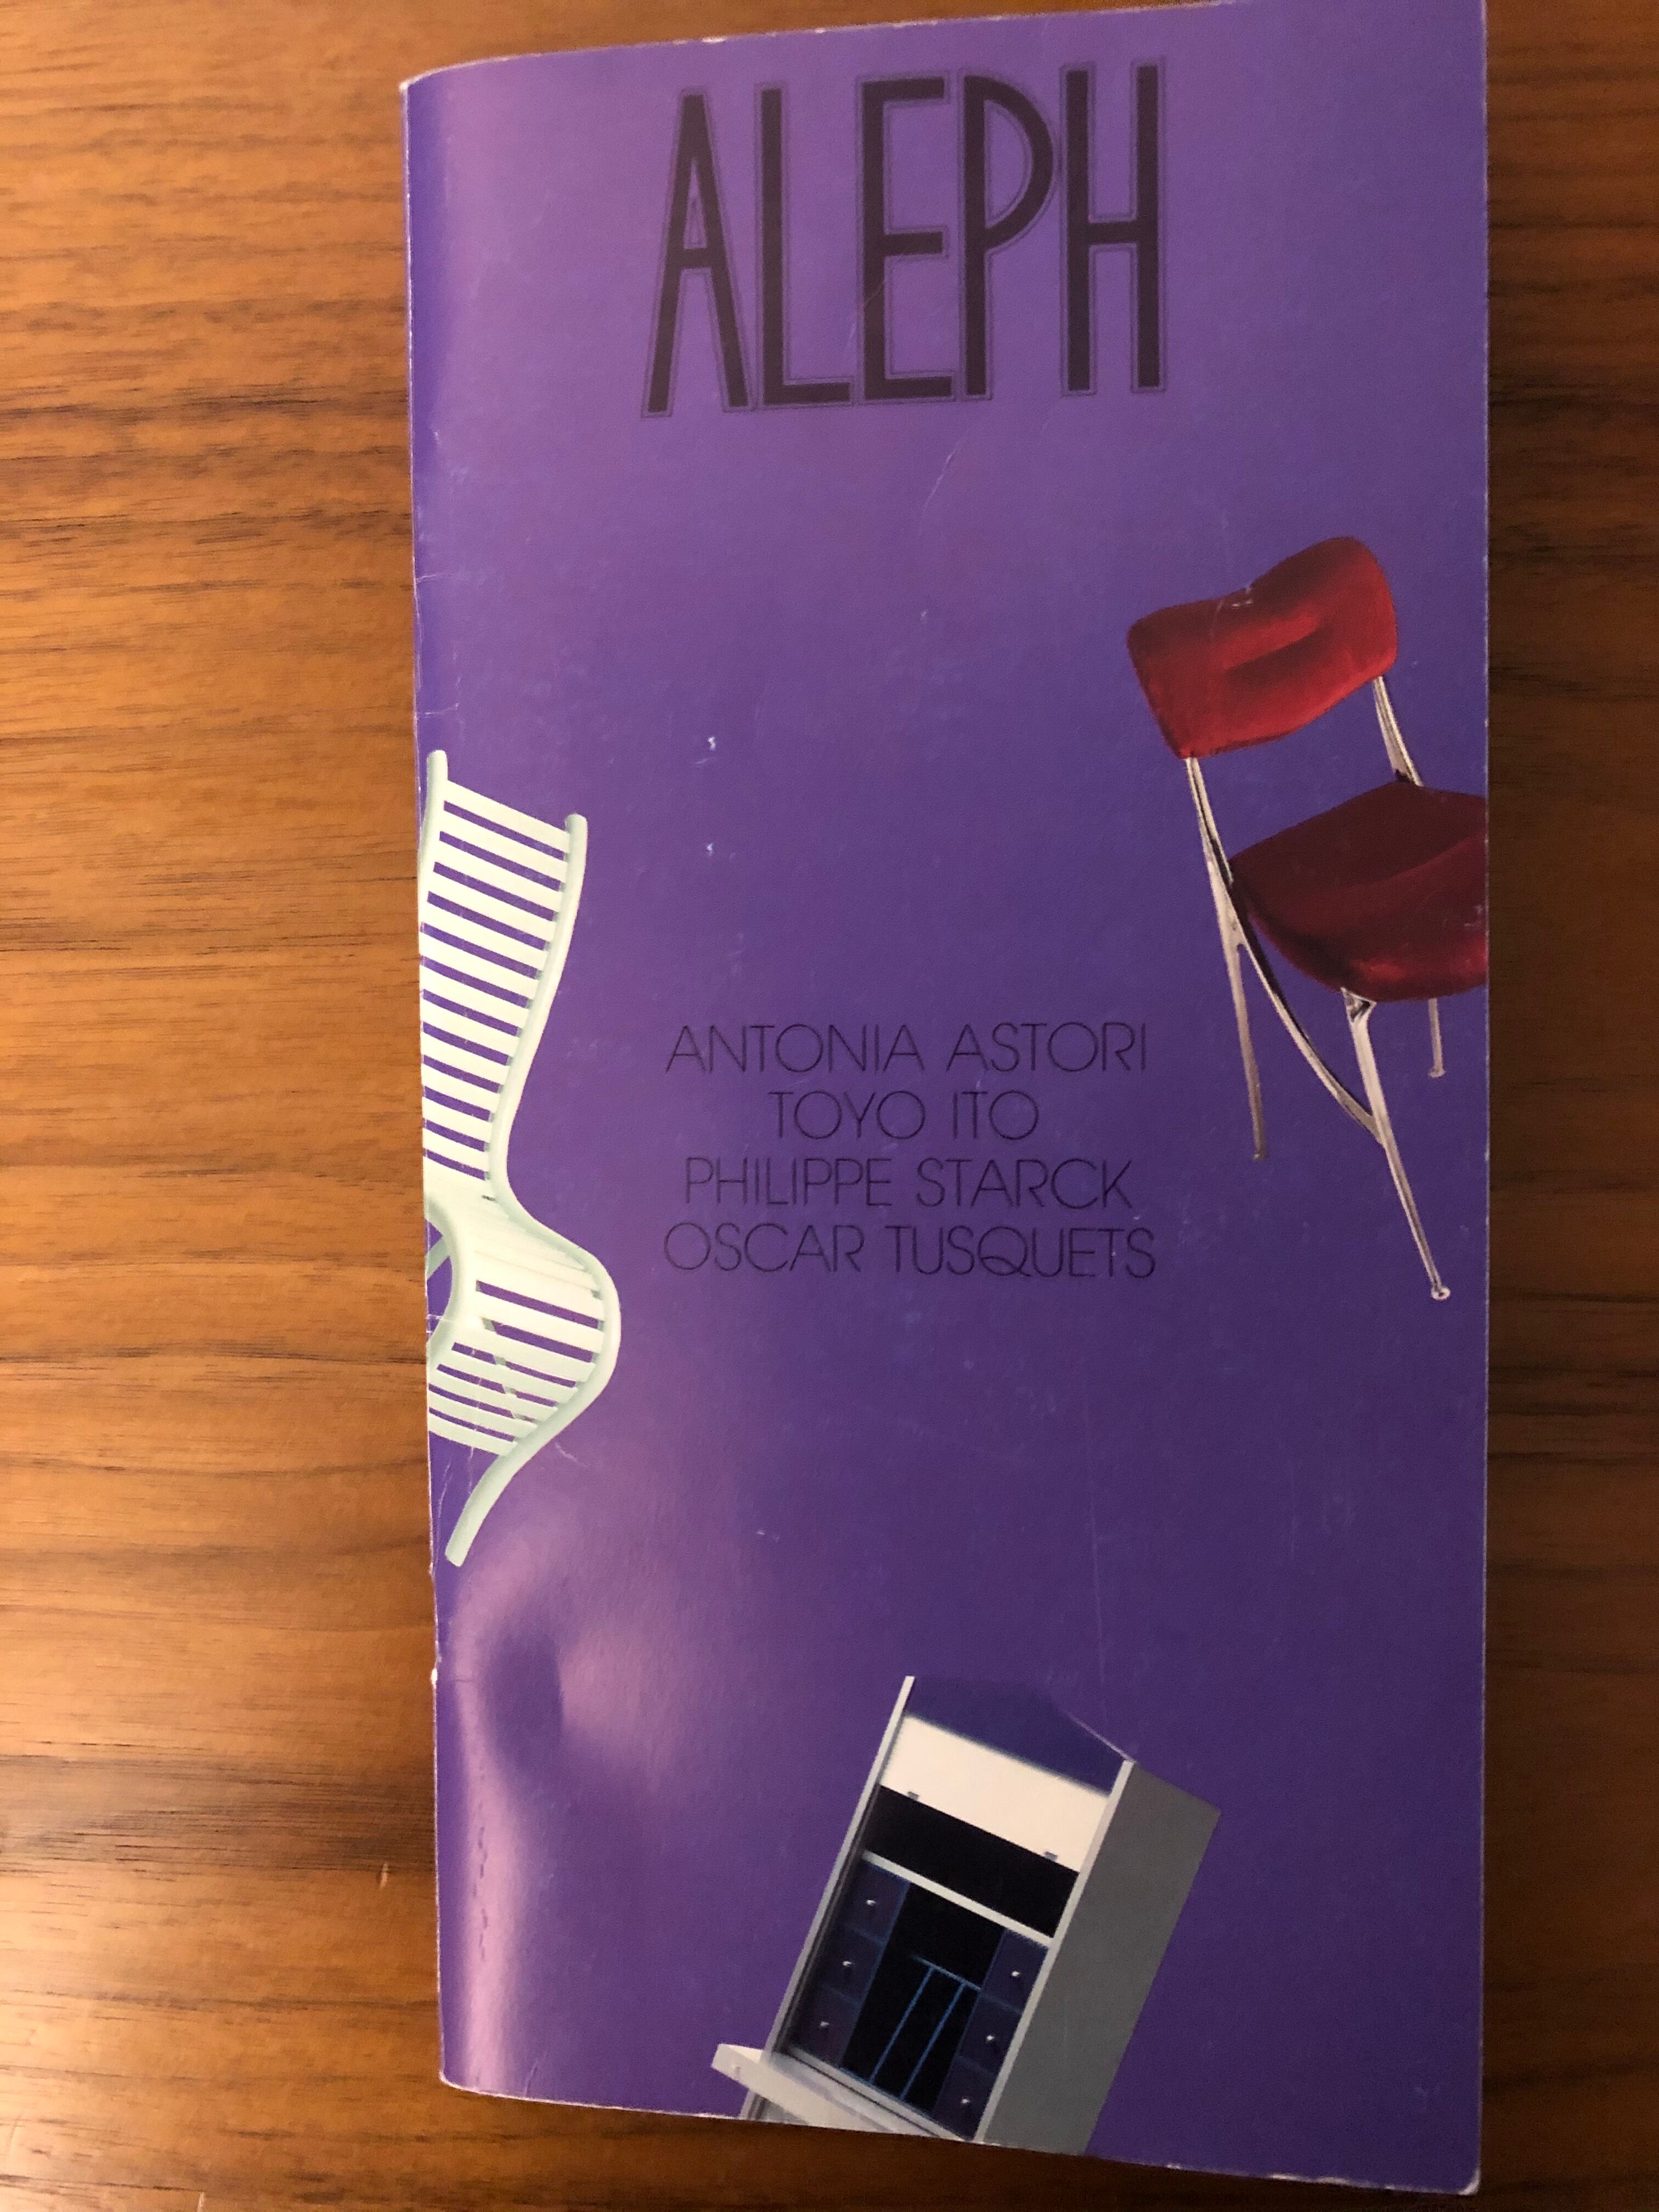 ALEPH
ANTONIA ASTORI
TOYO ITO
PHILIPPE STARCK
OSCAR TUSQUETS